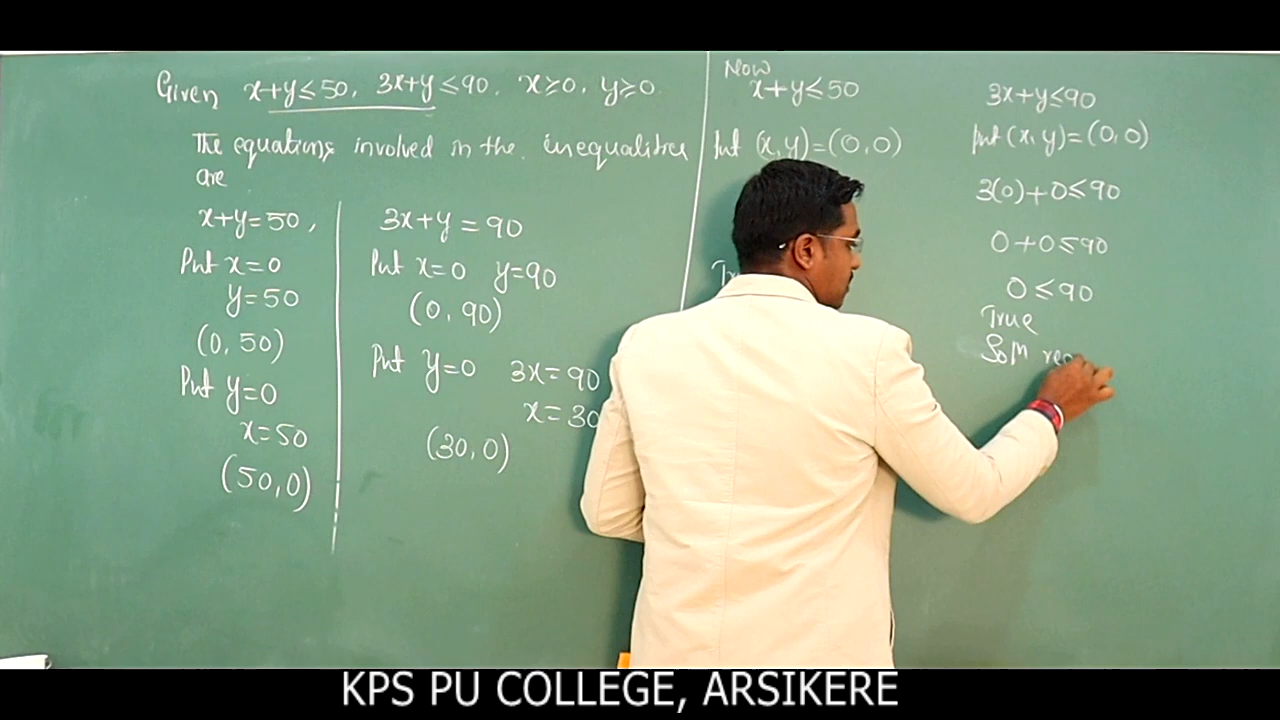 Given x+y≤50, 3x+y≤90, x≥0, y≥0.
The equations involved in the inequalities
are
x+y=50,
Put x=0
y=50
(0,50)
Put y=0
x=50
(50,0)
3x+y=90
Put x=0 y=90
(0,90)
Put y=0 3x=90
x=30
(30,0)
Now
x+y≤50
Put (x,y)=(0,0)
3x+y≤90
put (x,y)=(0,0)
3(0)+0≤90
0+0≤90
0≤90
True
Soln
KPS PU COLLEGE, ARSIKERE